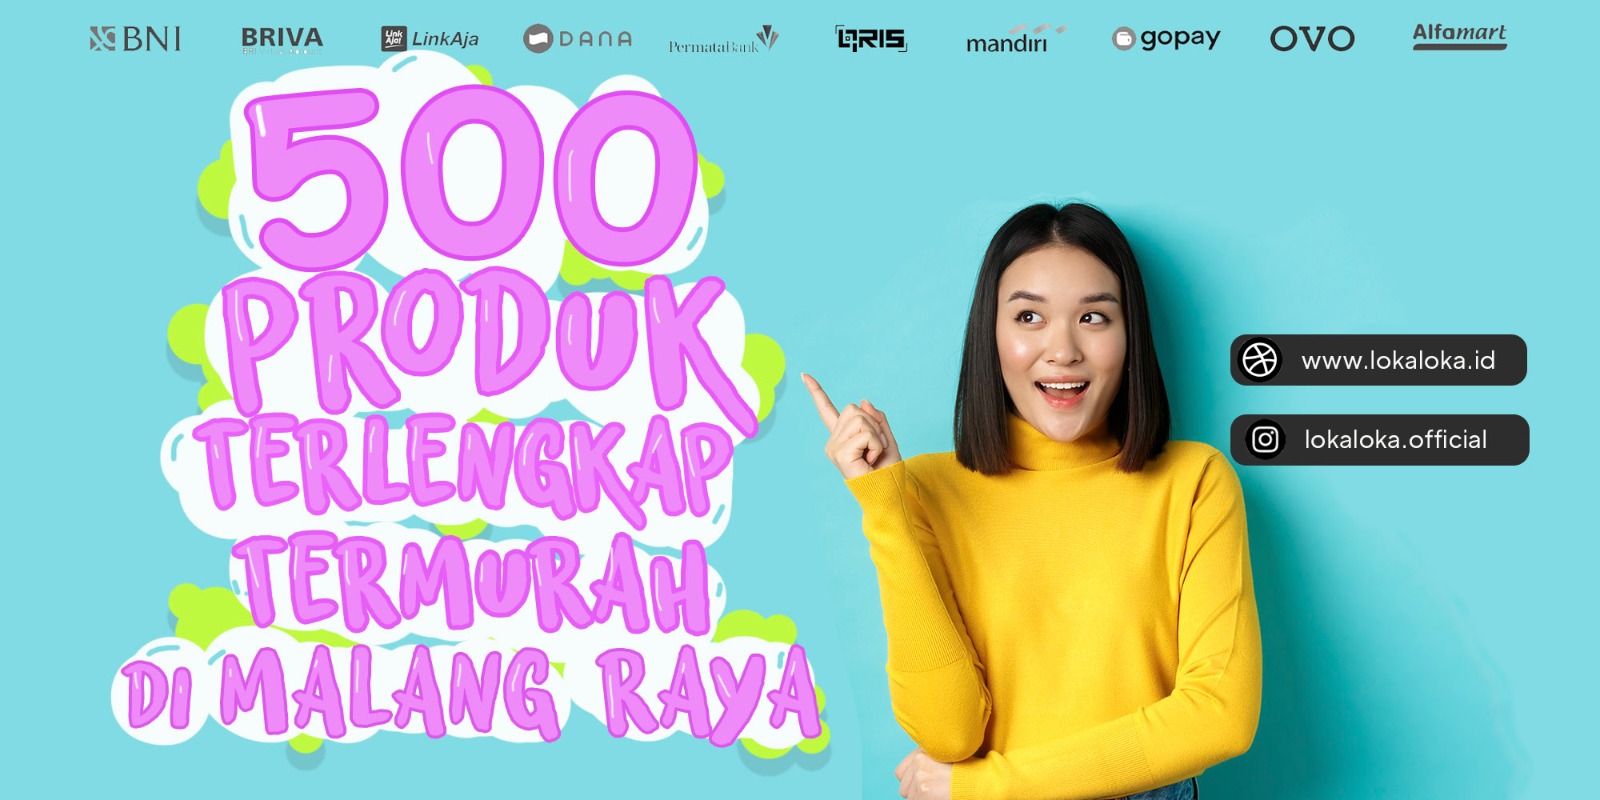 BNI BRIVA LinkAja! LinkAja DANA PermataBank QRIS mandiri gopay OVO Alfamart
500
PRODUK
TERLENGKAP
TERMURAH
DI MALANG RAYA
www.lokaloka.id
lokaloka.official